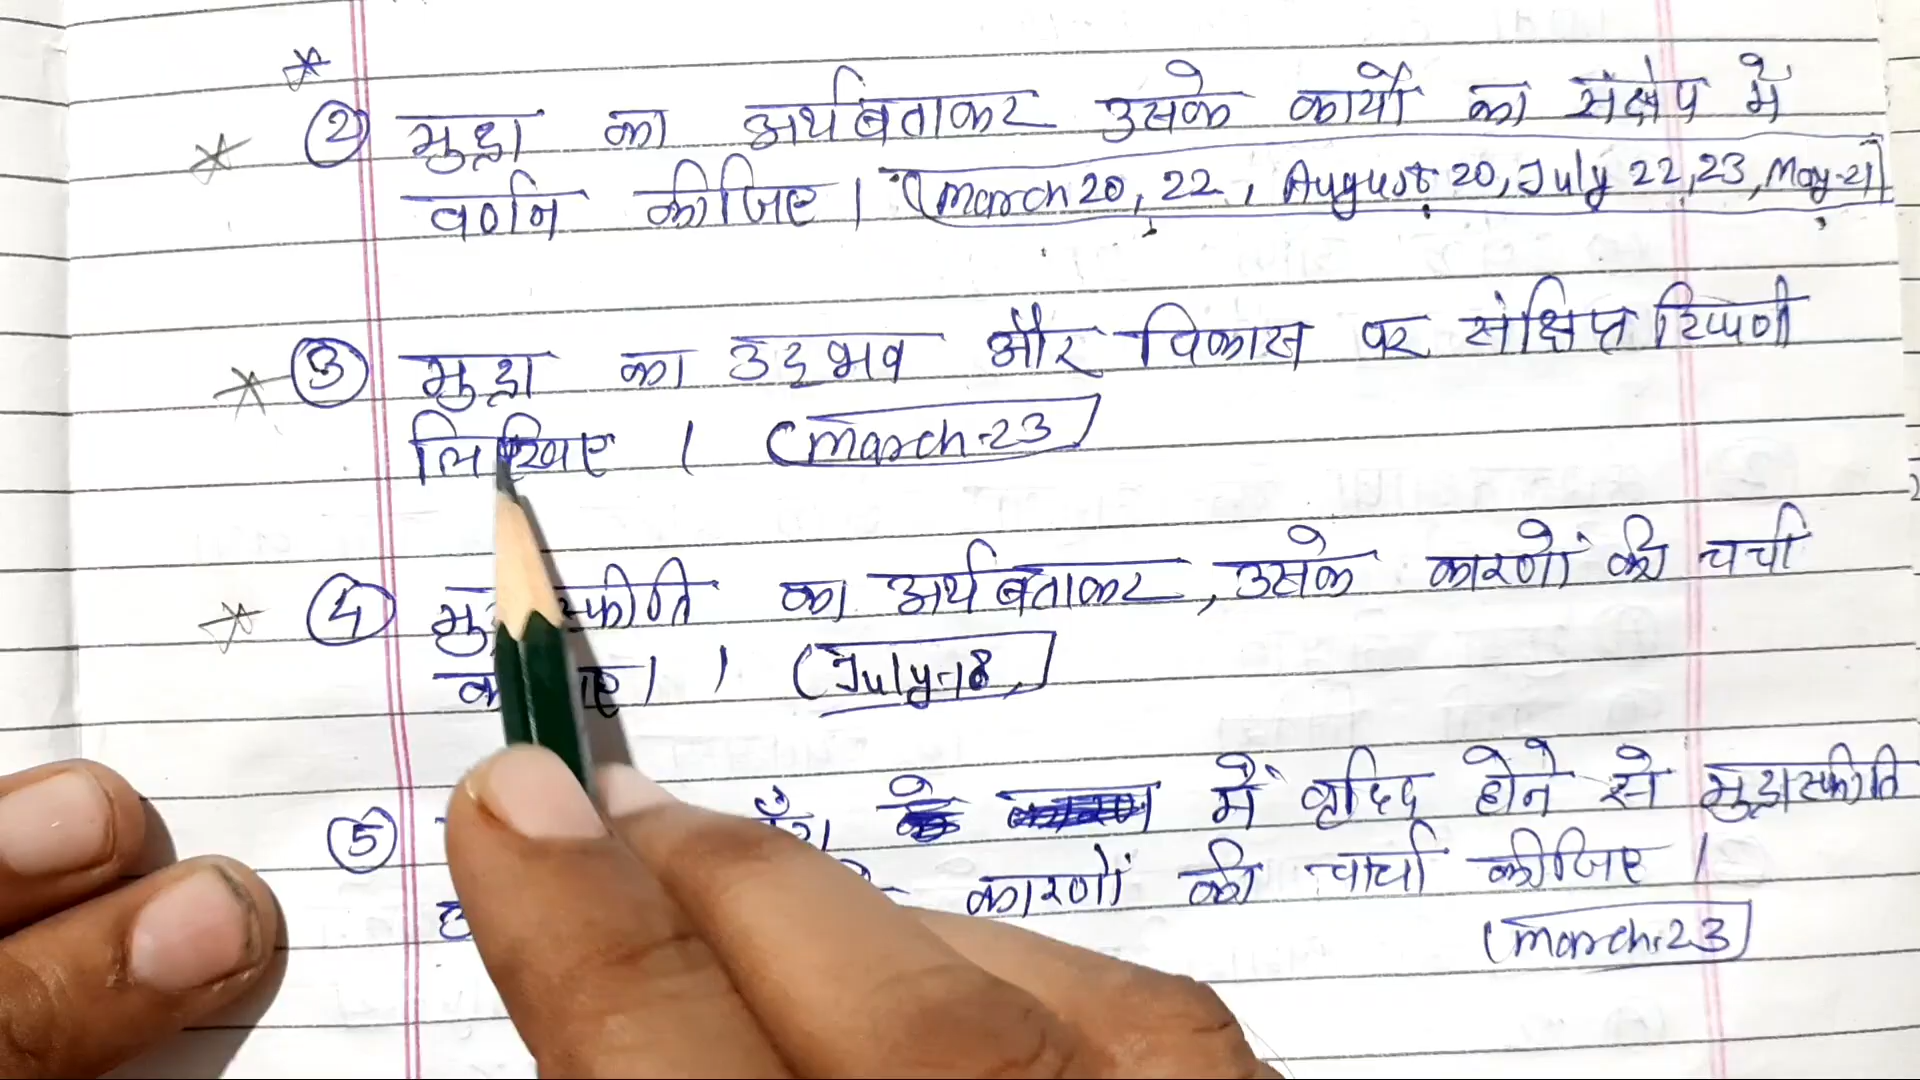 ② मुद्रा का अर्थ बताकर उसके कार्यों का संक्षेप में
वर्णन कीजिए। (March 20, 22, August 20, July 22, 23, May-21)
③ मुद्रा का उद्भव और विकास पर संक्षिप्त टिप्पणी
लिखिए। (March-23)
④ स्फीति का अर्थ बताकर, उसके कारणों की चर्चा
(July-18,)
⑤ में वृद्धि होने से मुद्रास्फीति
कारणों की चर्चा कीजिए।
(March-23)